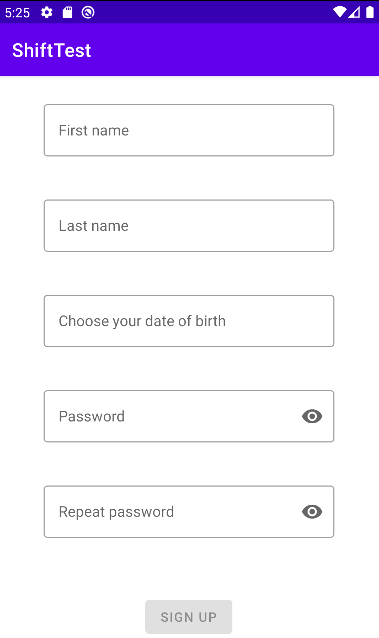 5:25
ShiftTest
First name
Last name
Choose your date of birth
Password
Repeat password
SIGN UP